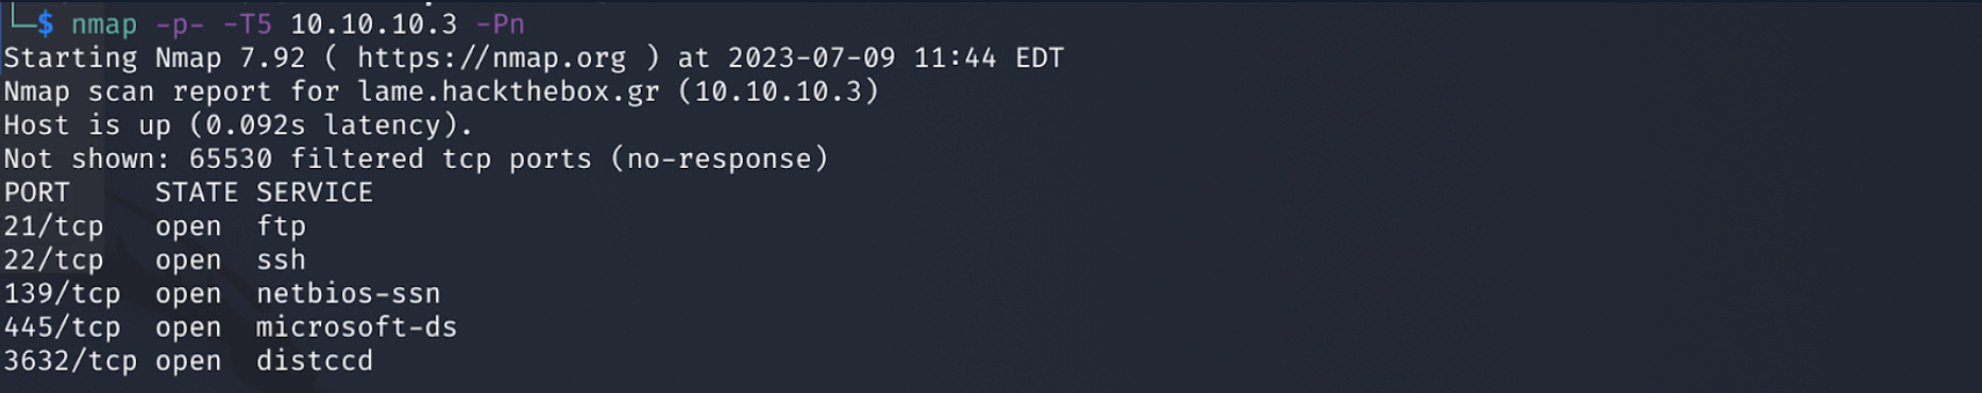 └─$ nmap -p- -T5 10.10.10.3 -Pn
Starting Nmap 7.92 ( https://nmap.org ) at 2023-07-09 11:44 EDT
Nmap scan report for lame.hackthebox.gr (10.10.10.3)
Host is up (0.092s latency).
Not shown: 65530 filtered tcp ports (no-response)
PORT     STATE SERVICE
21/tcp   open  ftp
22/tcp   open  ssh
139/tcp  open  netbios-ssn
445/tcp  open  microsoft-ds
3632/tcp open  distccd